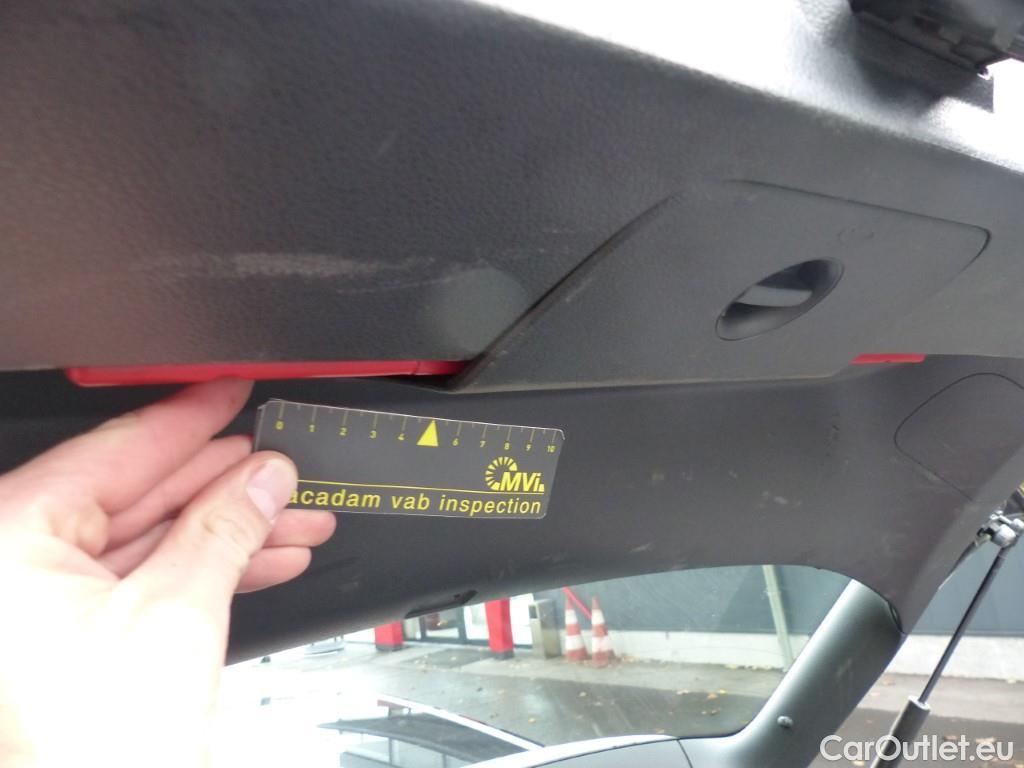 0 1 2 3 4 6 7 8 9 10
MVi
acadam vab inspection
CarOutlet.eu